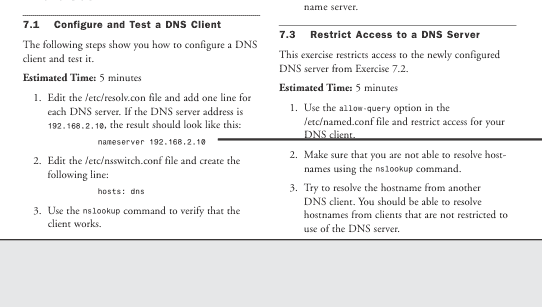 7.1 Configure and Test a DNS Client
The following steps show you how to configure a DNS
client and test it.
Estimated Time: 5 minutes
1. Edit the /etc/resolv.con file and add one line for
each DNS server. If the DNS server address is
192.168.2.10, the result should look like this:
nameserver 192.168.2.10
2. Edit the /etc/nsswitch.conf file and create the
following line:
hosts: dns
3. Use the nslookup command to verify that the
client works.
name server.
7.3 Restrict Access to a DNS Server
This exercise restricts access to the newly configured
DNS server from Exercise 7.2.
Estimated Time: 5 minutes
1. Use the allow-query option in the
/etc/named.conf file and restrict access for your
DNS client.
2. Make sure that you are not able to resolve host-
names using the nslookup command.
3. Try to resolve the hostname from another
DNS client. You should be able to resolve
hostnames from clients that are not restricted to
use of the DNS server.